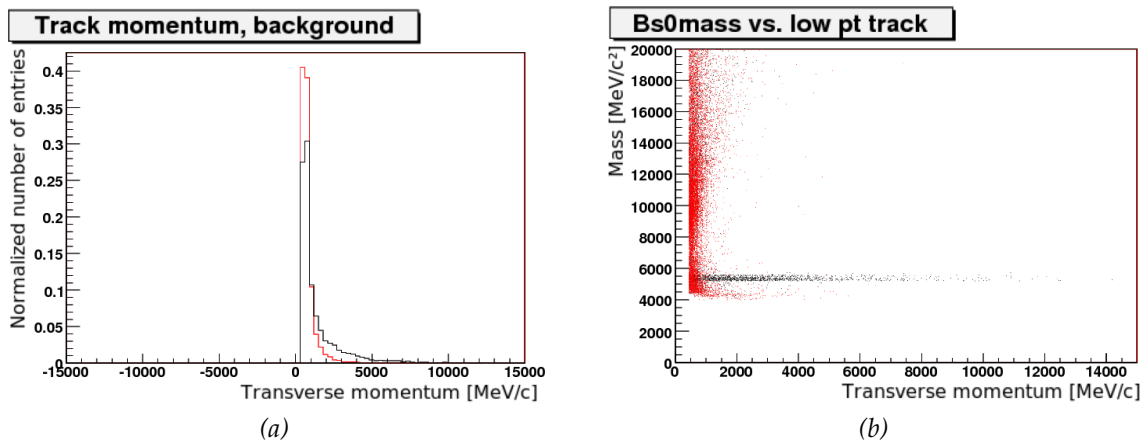 Track momentum, background
Normalized number of entries
0.4
0.35
0.3
0.25
0.2
0.15
0.1
0.05
0
-15000 -10000 -5000 0 5000 10000 15000
Transverse momentum [MeV/c]
(a)
Bs0mass vs. low pt track
Mass [MeV/c²]
20000
18000
16000
14000
12000
10000
8000
6000
4000
2000
0
0 2000 4000 6000 8000 10000 12000 14000
Transverse momentum [MeV/c]
(b)